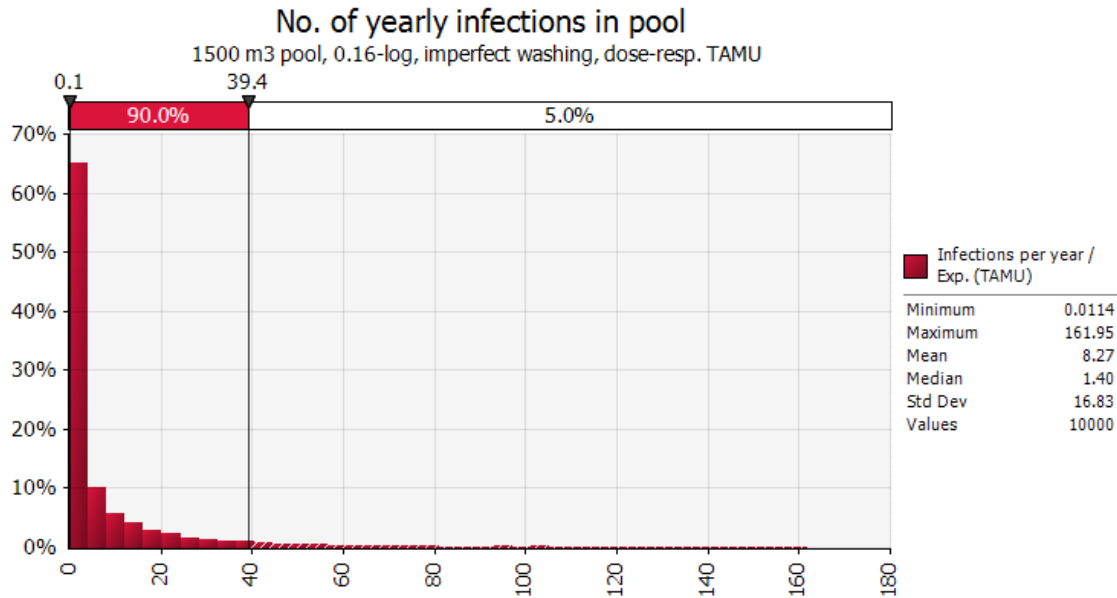 No. of yearly infections in pool
1500 m3 pool, 0.16-log, imperfect washing, dose-resp. TAMU
0.1 39.4
90.0% 5.0%
70%
60%
50%
40%
30%
20%
10%
0%
0 20 40 60 80 100 120 140 160 180
Infections per year /
Exp. (TAMU)
Minimum 0.0114
Maximum 161.95
Mean 8.27
Median 1.40
Std Dev 16.83
Values 10000